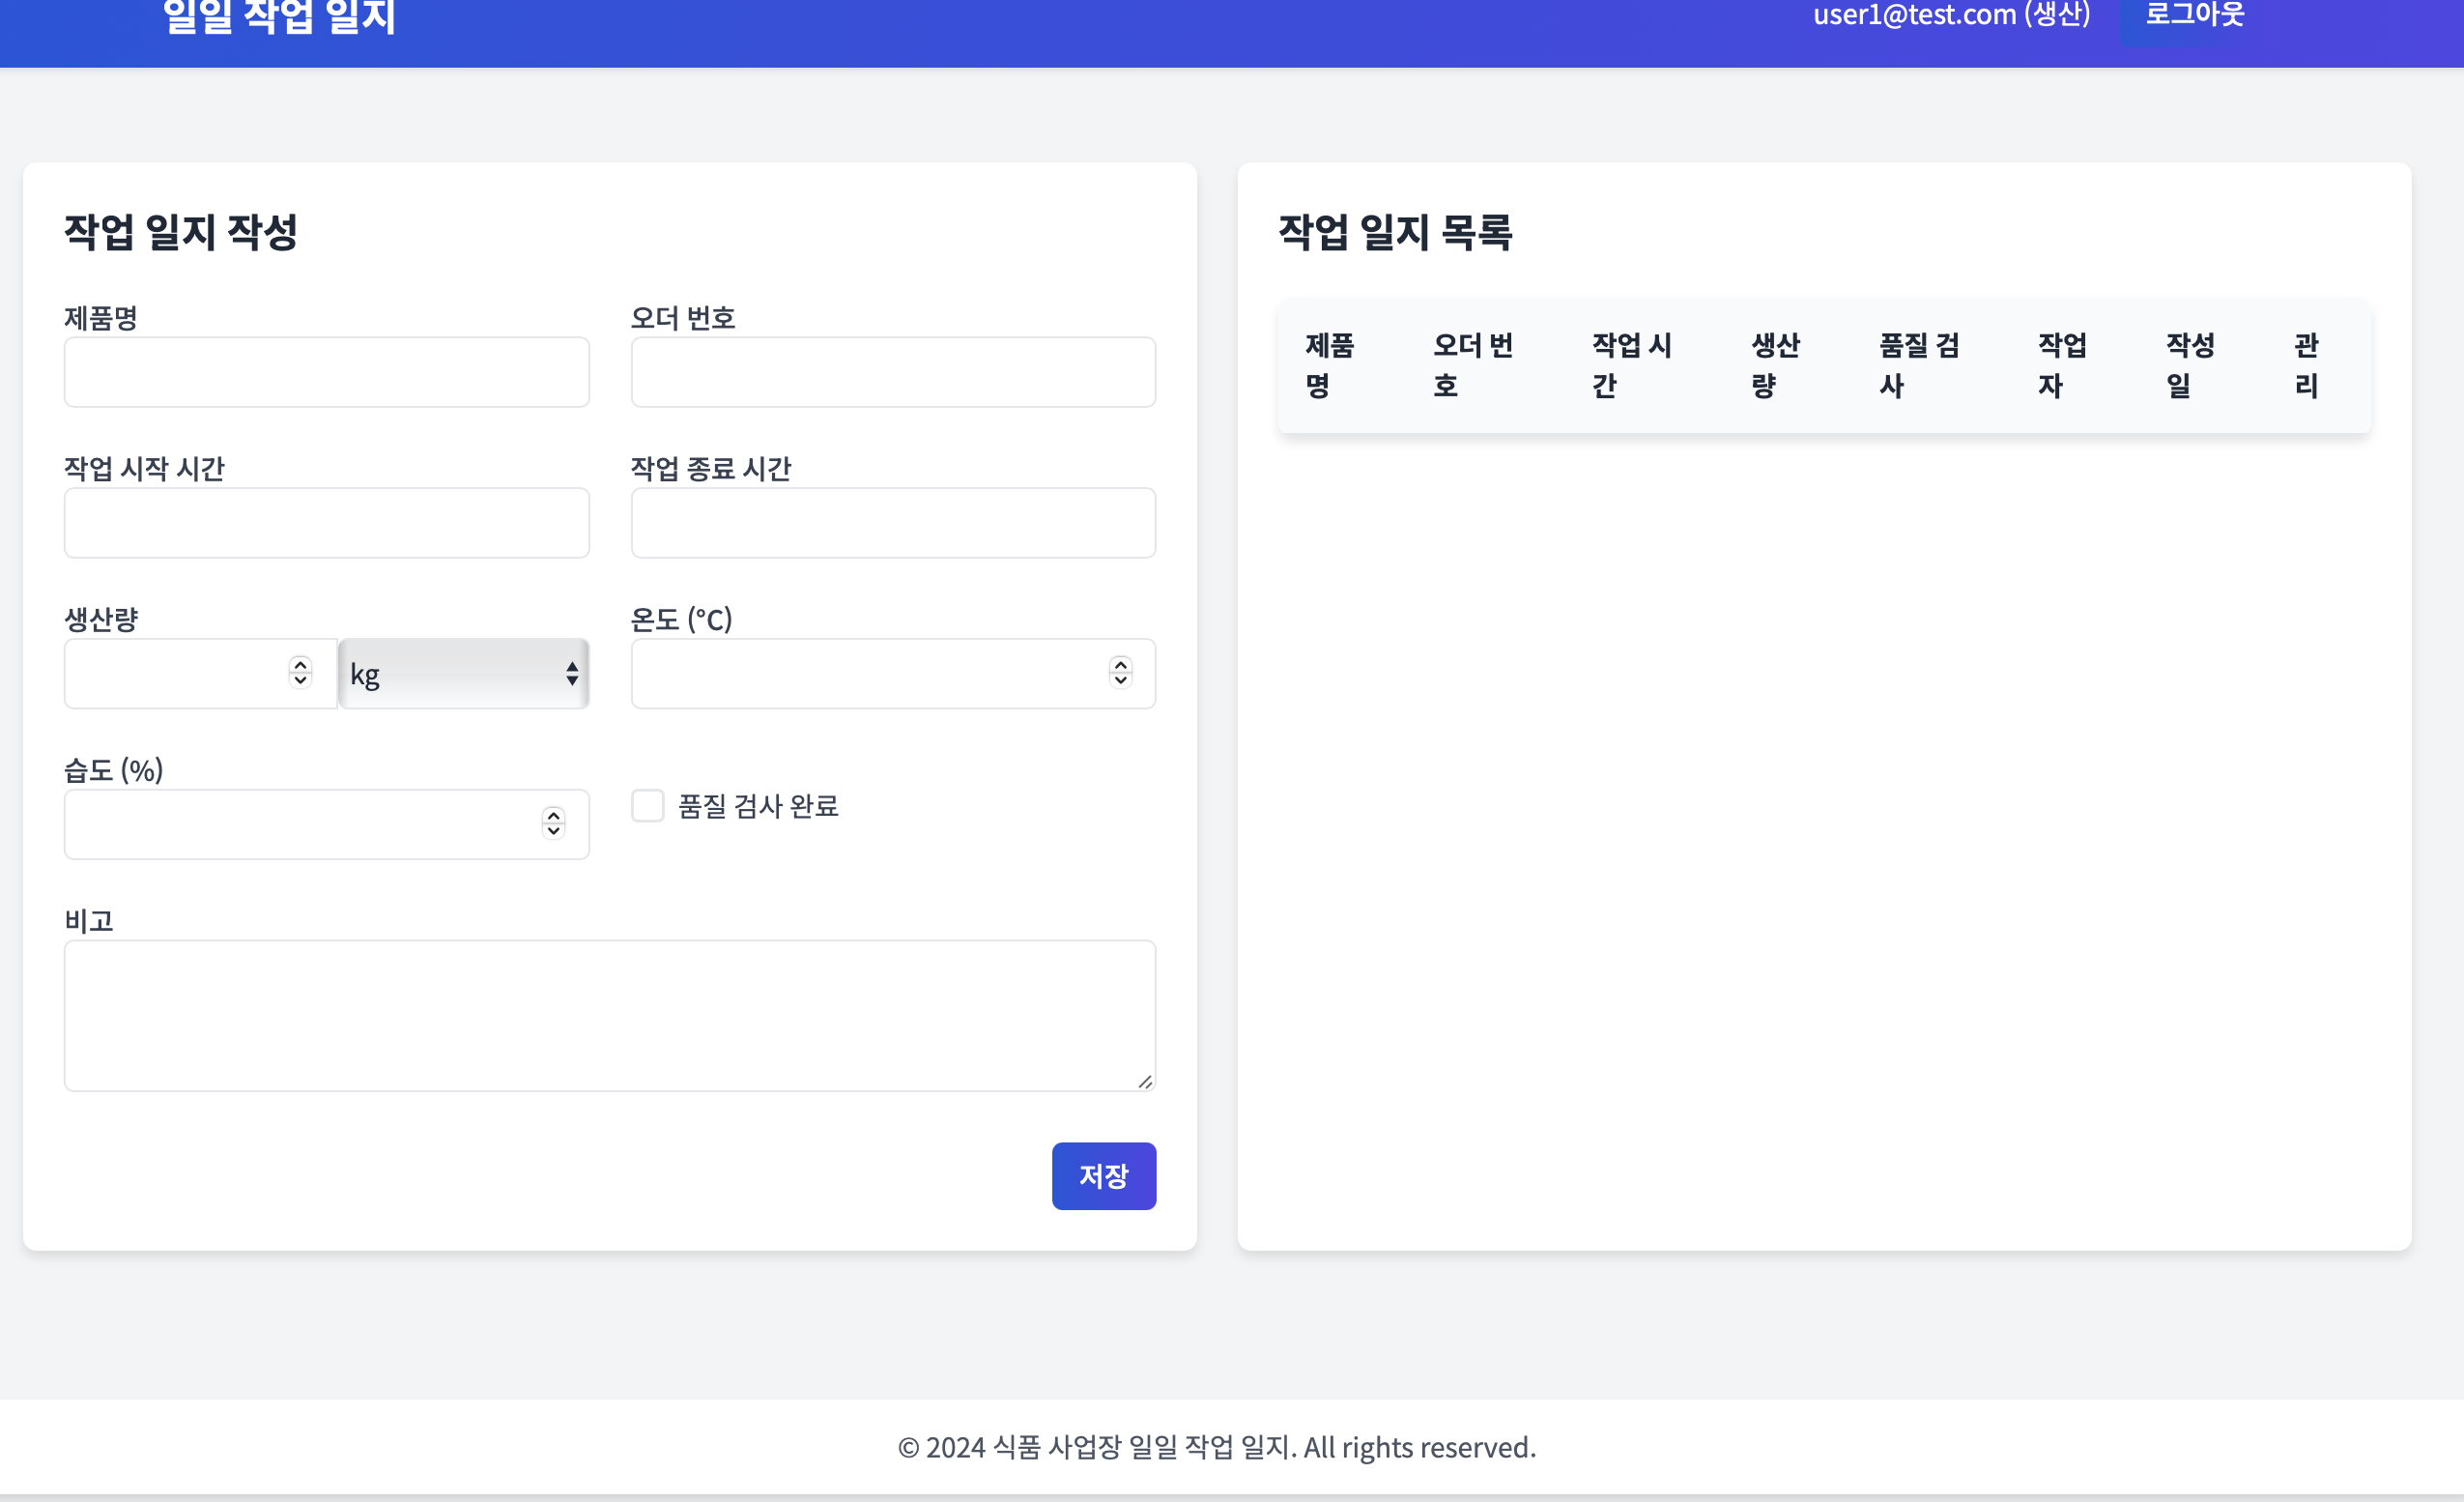 일일 작업 일지
user1@test.com (생산)
로그아웃
작업 일지 작성
제품명
오더 번호
작업 시작 시간
작업 종료 시간
생산량
kg
온도 (°C)
습도 (%)
품질 검사 완료
비고
저장
작업 일지 목록
제품
명
오더 번
호
작업 시
간
생산
량
품질 검
사
작업
자
작성
일
관
리
© 2024 식품 사업장 일일 작업 일지. All rights reserved.